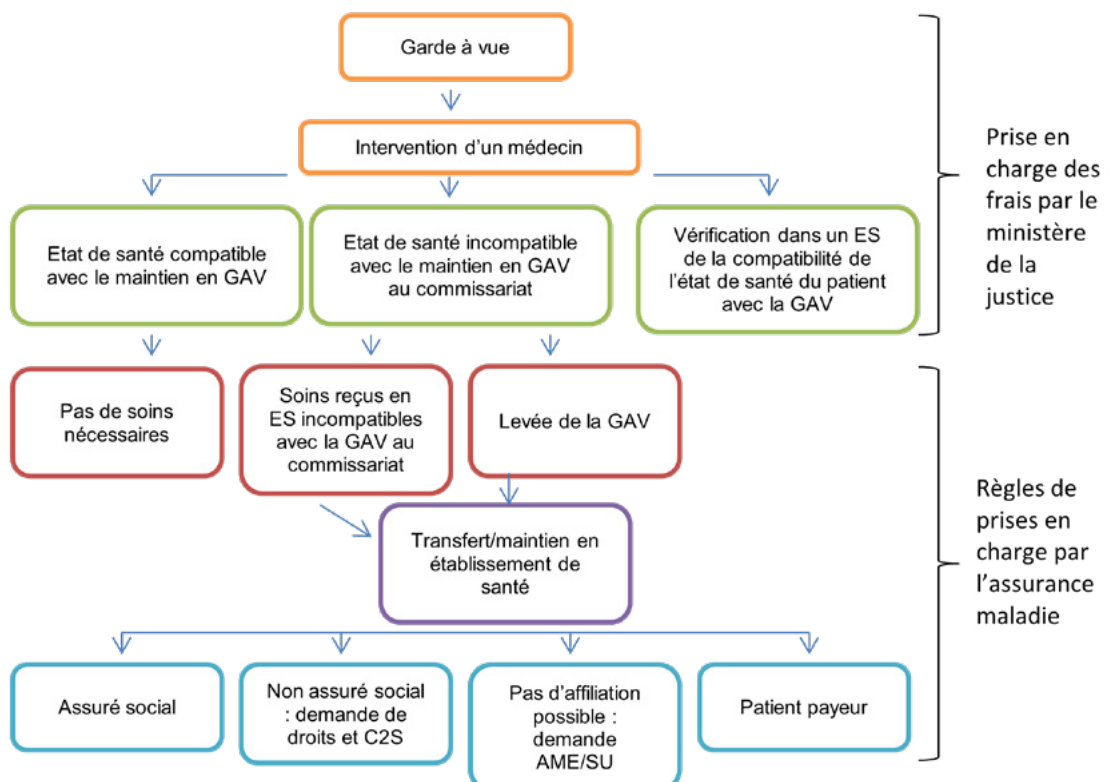 Garde à vue
Intervention d'un médecin
Etat de santé compatible
avec le maintien en GAV
Etat de santé incompatible
avec le maintien en GAV
au commissariat
Vérification dans un ES
de la compatibilité de
l'état de santé du patient
avec la GAV
Prise en
charge des
frais par le
ministère
de la
justice
Pas de soins
nécessaires
Soins reçus en
ES incompatibles
avec la GAV au
commissariat
Levée de la GAV
Transfert/maintien en
établissement de
santé
Règles de
prises en
charge par
l'assurance
maladie
Assuré social
Non assuré social
: demande de
droits et C2S
Pas d'affiliation
possible :
demande
AME/SU
Patient payeur